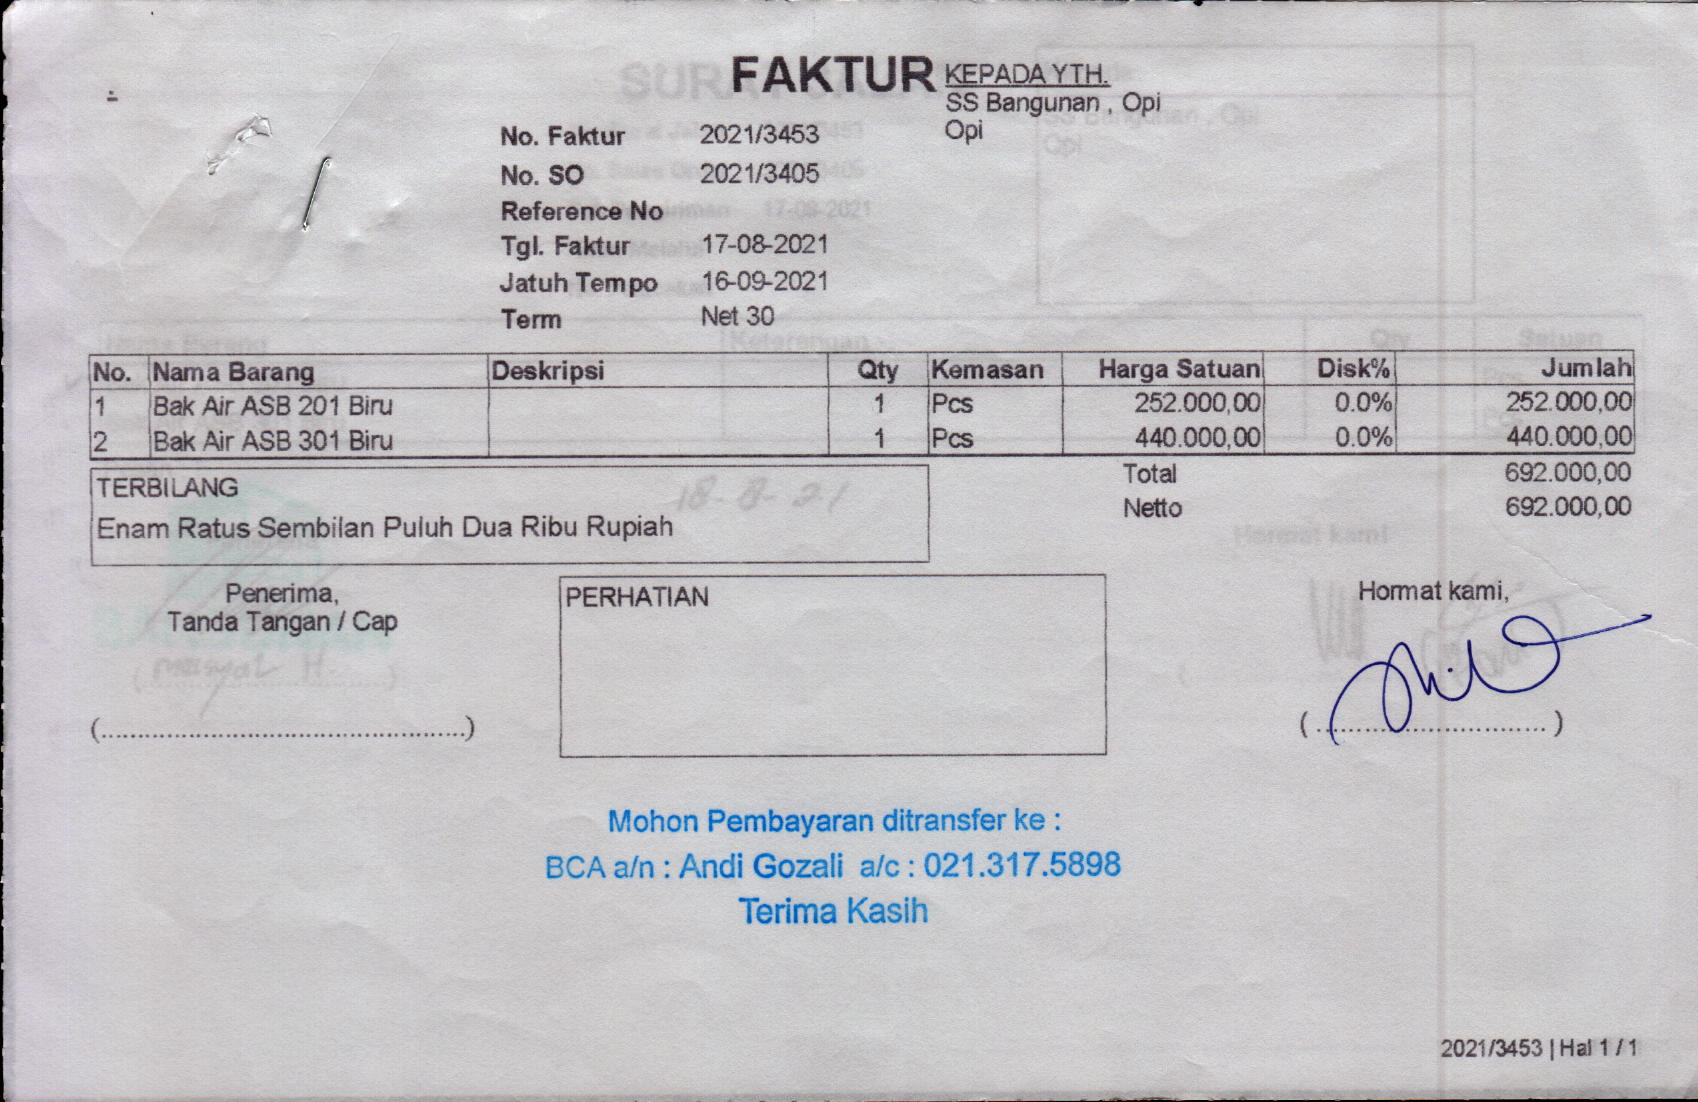 FAKTUR
KEPADA YTH.
SS Bangunan , Opi
Opi
No. Faktur 2021/3453
No. SO 2021/3405
Reference No
Tgl. Faktur 17-08-2021
Jatuh Tempo 16-09-2021
Term Net 30
No. Nama Barang Deskripsi Qty Kemasan Harga Satuan Disk% Jumlah
1 Bak Air ASB 201 Biru 1 Pcs 252.000,00 0.0% 252.000,00
2 Bak Air ASB 301 Biru 1 Pcs 440.000,00 0.0% 440.000,00
Total 692.000,00
Netto 692.000,00
TERBILANG
Enam Ratus Sembilan Puluh Dua Ribu Rupiah
18-8-21
Penerima,
Tanda Tangan / Cap
(................................................)
PERHATIAN
Hormat kami,
(..............................)
Mohon Pembayaran ditransfer ke :
BCA a/n : Andi Gozali a/c : 021.317.5898
Terima Kasih
2021/3453 | Hal 1 / 1